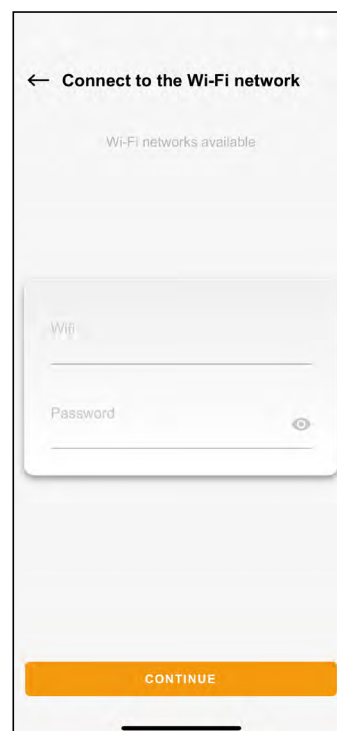 Connect to the Wi-Fi network
Wi-Fi networks available
Wifi
Password
CONTINUE